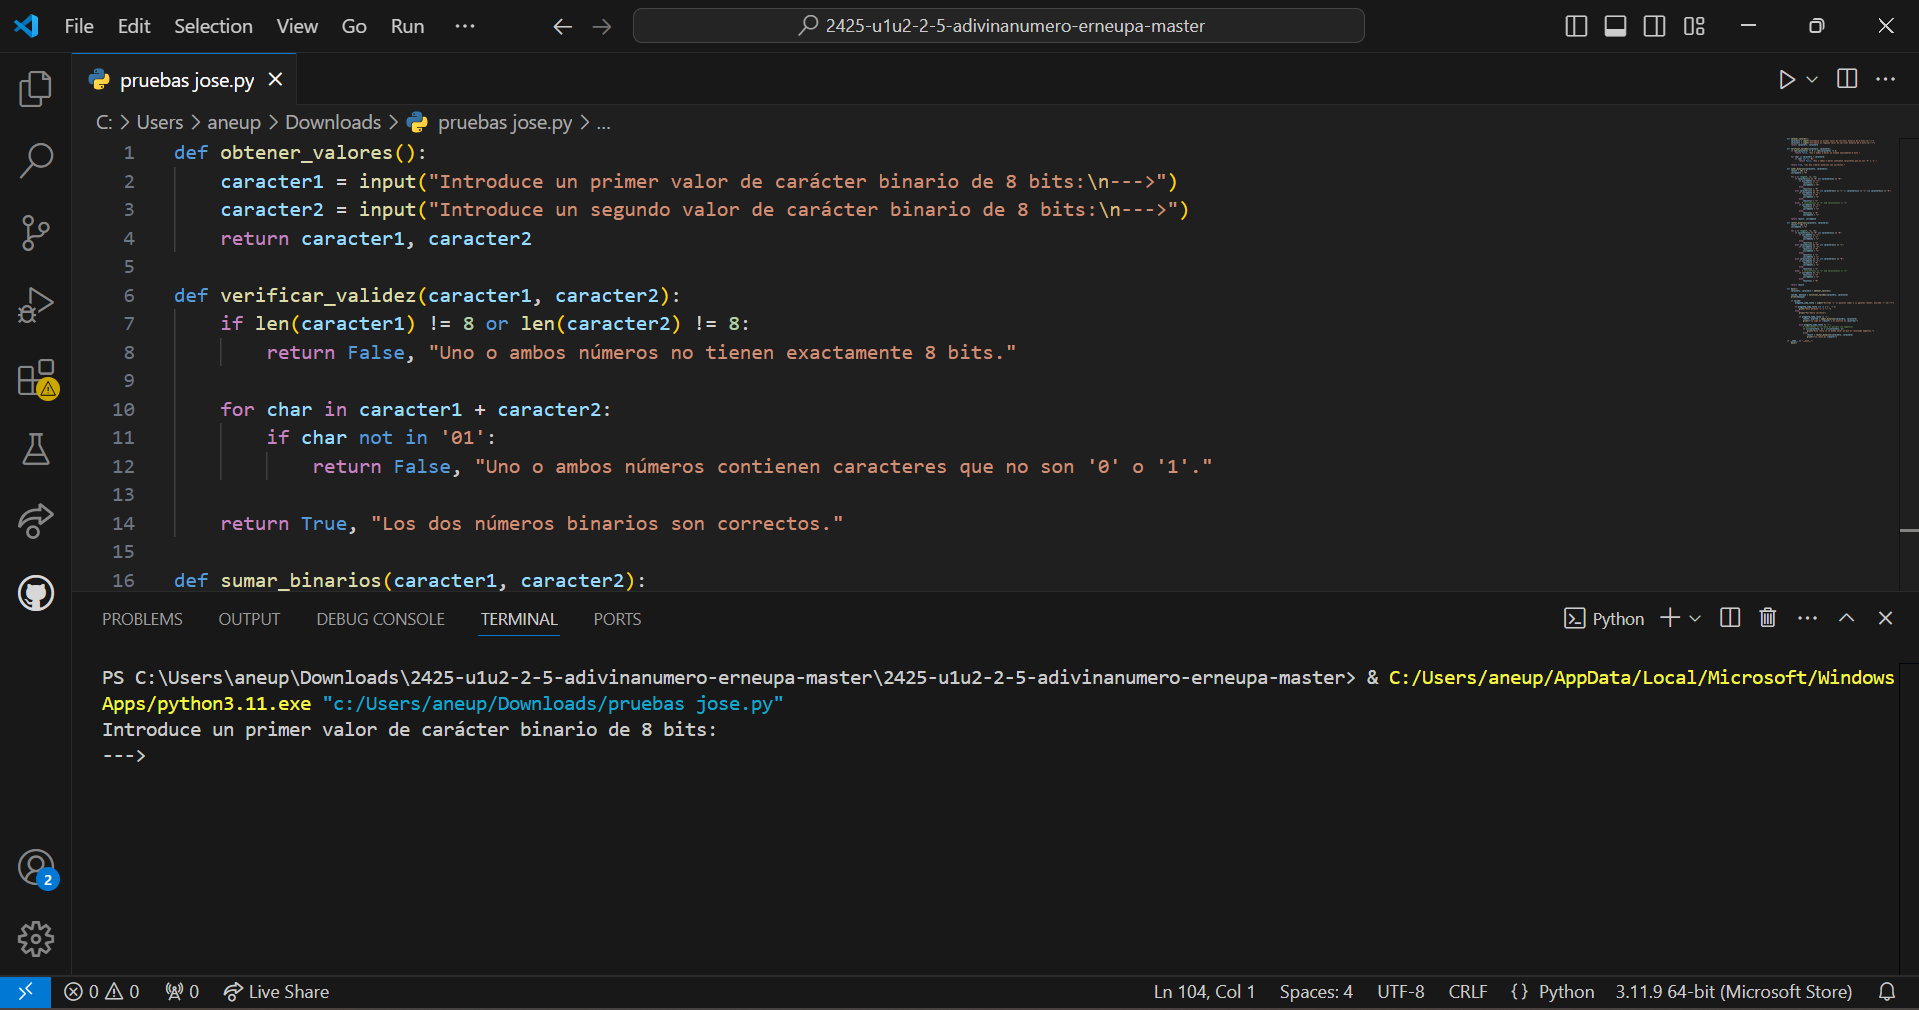 File Edit Selection View Go Run ··· 2425-u1u2-2-5-adivinanumero-erneupa-master
pruebas jose.py
C: > Users > aneup > Downloads > pruebas jose.py > ...
1 def obtener_valores():
2 caracter1 = input("Introduce un primer valor de carácter binario de 8 bits:\n--->")
3 caracter2 = input("Introduce un segundo valor de carácter binario de 8 bits:\n--->")
4 return caracter1, caracter2
5
6 def verificar_validez(caracter1, caracter2):
7 if len(caracter1) != 8 or len(caracter2) != 8:
8 return False, "Uno o ambos números no tienen exactamente 8 bits."
9
10 for char in caracter1 + caracter2:
11 if char not in '01':
12 return False, "Uno o ambos números contienen caracteres que no son '0' o '1'."
13
14 return True, "Los dos números binarios son correctos."
15
16 def sumar_binarios(caracter1, caracter2):
PROBLEMS OUTPUT DEBUG CONSOLE TERMINAL PORTS Python
PS C:\Users\aneup\Downloads\2425-u1u2-2-5-adivinanumero-erneupa-master\2425-u1u2-2-5-adivinanumero-erneupa-master> & C:/Users/aneup/AppData/Local/Microsoft/Windows
Apps/python3.11.exe "c:/Users/aneup/Downloads/pruebas jose.py"
Introduce un primer valor de carácter binario de 8 bits:
--->
2
0 0 0 Live Share Ln 104, Col 1 Spaces: 4 UTF-8 CRLF {} Python 3.11.9 64-bit (Microsoft Store)